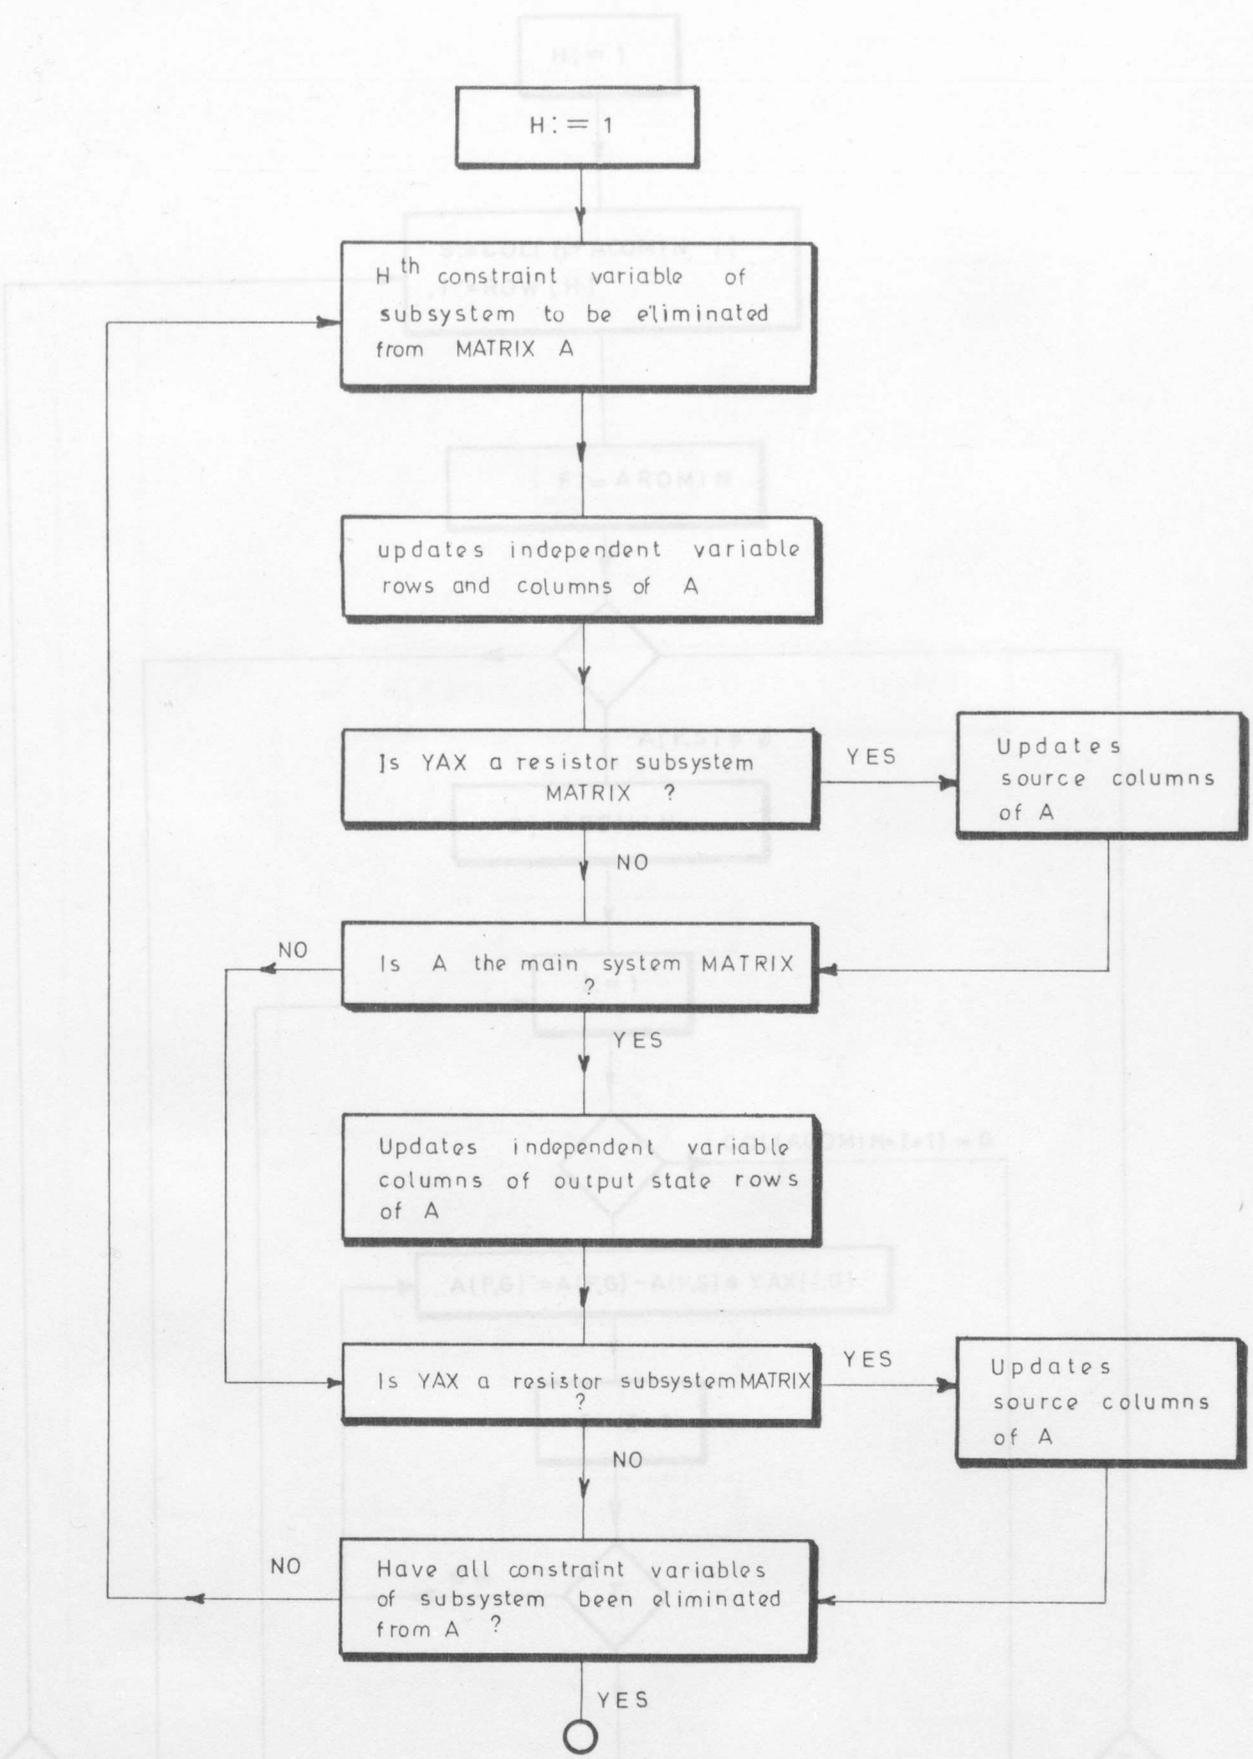 H:= 1
Hth constraint variable of
subsystem to be eliminated
from MATRIX A
updates independent variable
rows and columns of A
Is YAX a resistor subsystem
MATRIX ?
YES
Updates
source columns
of A
NO
Is A the main system MATRIX
?
NO
YES
Updates independent variable
columns of output state rows
of A
Is YAX a resistor subsystem MATRIX
?
YES
Updates
source columns
of A
NO
Have all constraint variables
of subsystem been eliminated
from A ?
NO
YES